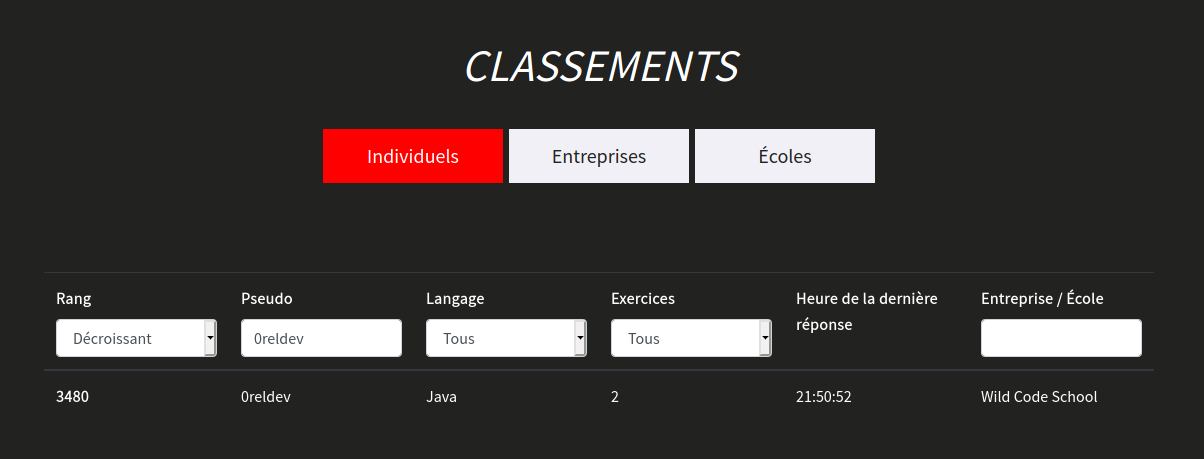 CLASSEMENTS
Individuels Entreprises Écoles
Rang Pseudo Langage Exercices Heure de la dernière réponse Entreprise / École
Décroissant 0reldev Tous Tous
3480 0reldev Java 2 21:50:52 Wild Code School